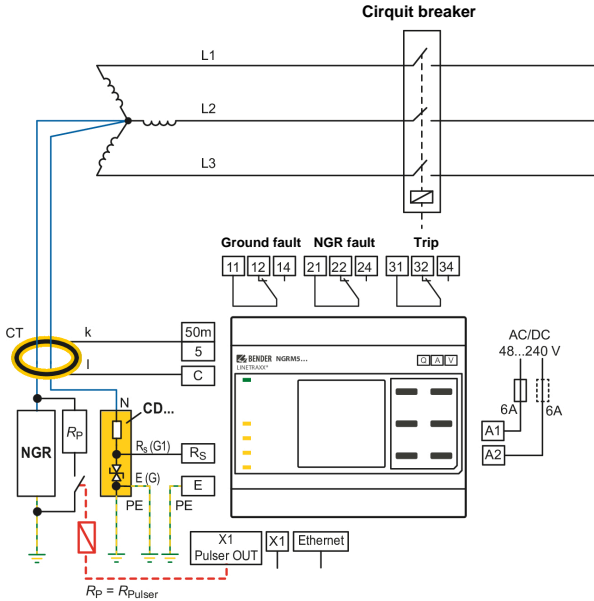 Cirquit breaker
L1
L2
L3
Ground fault NGR fault Trip
11 12 14 21 22 24 31 32 34
CT
k
50m
5
l
C
BENDER NGRM5...
LINETRAXX®
Q A V
AC/DC
48...240 V
6A
6A
A1
A2
N
CD...
NGR
RP
RS (G1)
RS
E (G)
E
PE
PE
X1
Pulser OUT
X1
Ethernet
RP = RPulser